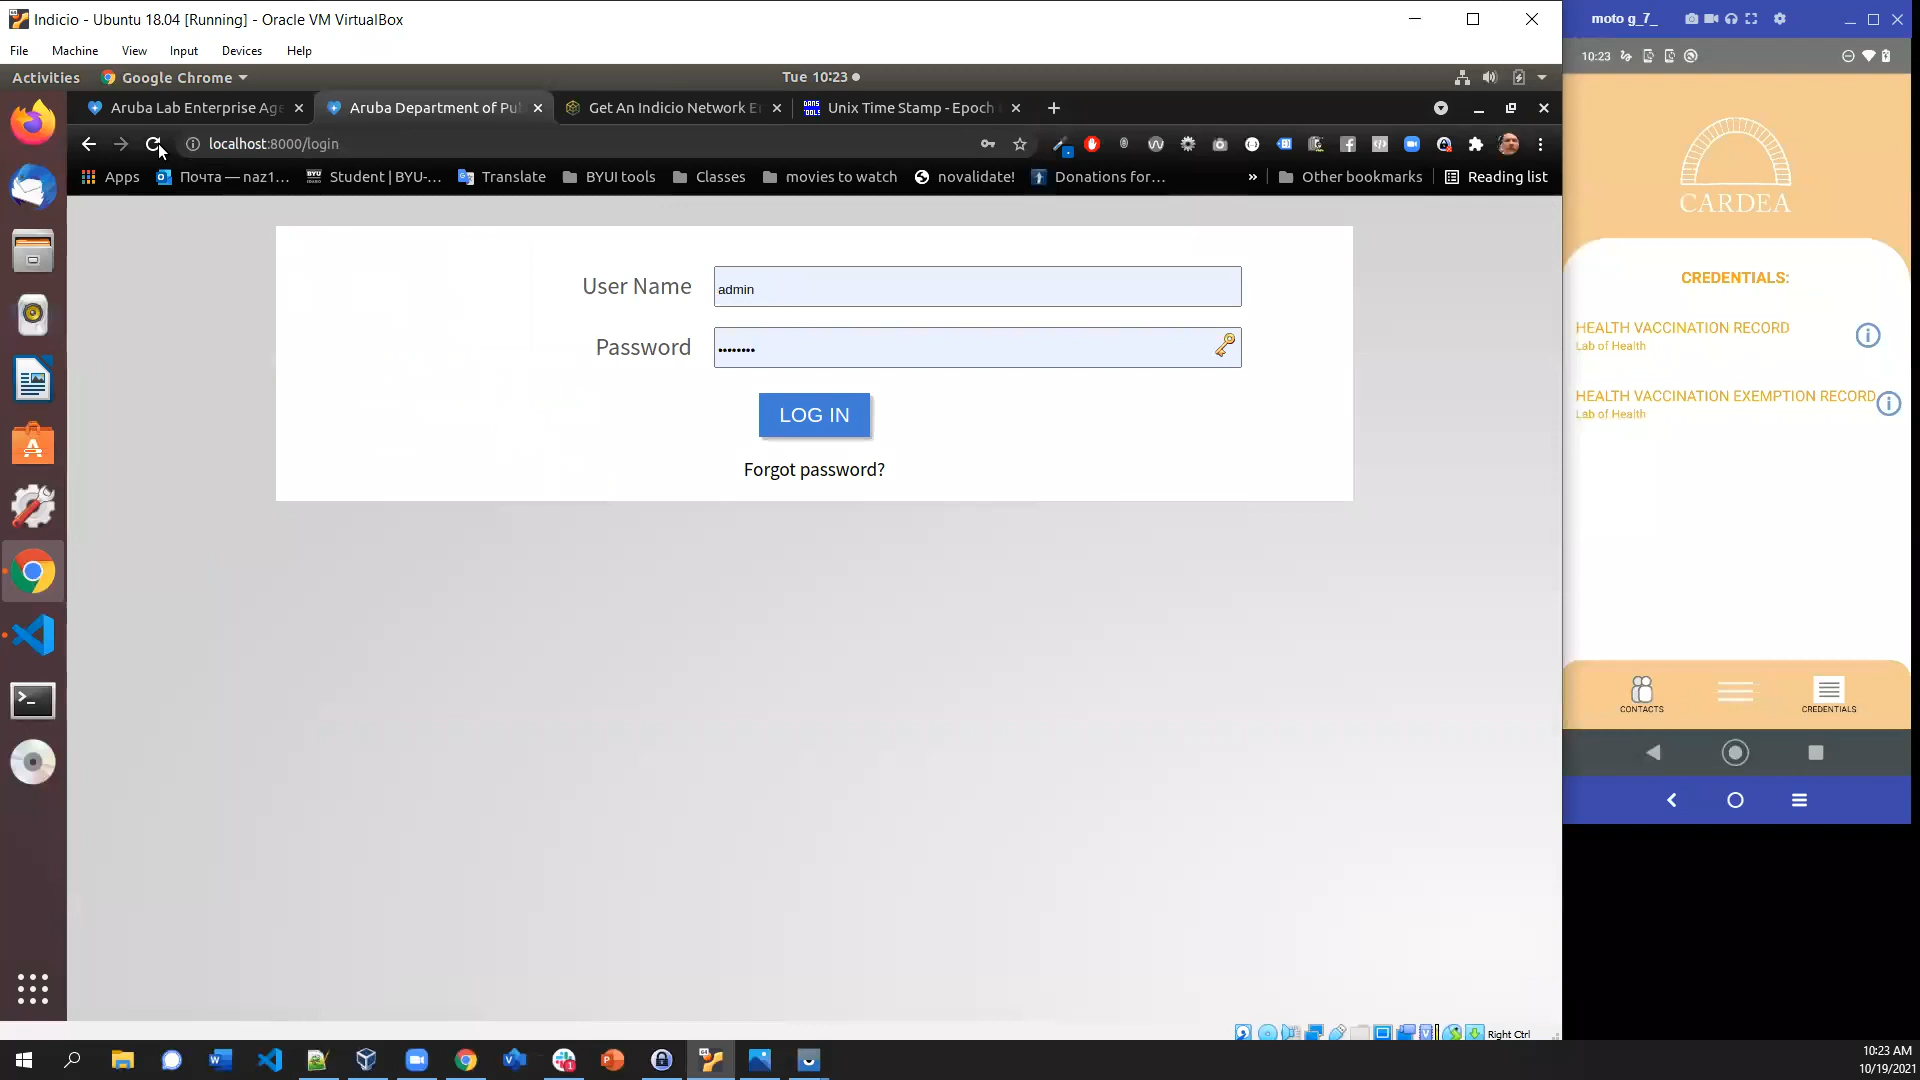 Indicio - Ubuntu 18.04 [Running] - Oracle VM VirtualBox
File Machine View Input Devices Help
Activities Google Chrome Tue 10:23
Aruba Lab Enterprise Age
Aruba Department of Pu
Get An Indicio Network E
Unix Time Stamp - Epoch
localhost:8000/login
Apps Почта — naz1... Student | BYU-... Translate BYUI tools Classes movies to watch novalidate! Donations for... » Other bookmarks Reading list
User Name admin
Password ••••••••
LOG IN
Forgot password?
Right Ctrl
10:23 AM
10/19/2021
moto g_7_
10:23
CARDEA
CREDENTIALS:
HEALTH VACCINATION RECORD
Lab of Health
HEALTH VACCINATION EXEMPTION RECORD
Lab of Health
CONTACTS
CREDENTIALS